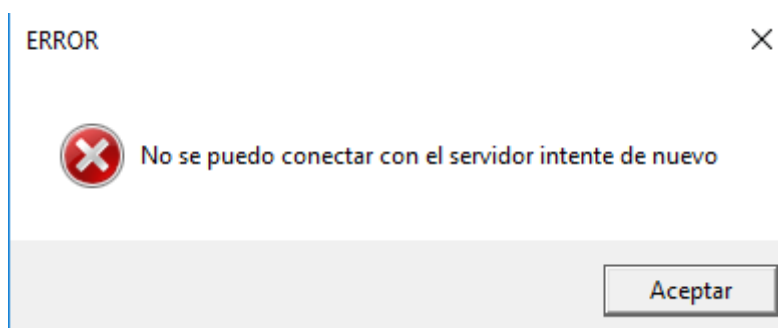 ERROR
No se puedo conectar con el servidor intente de nuevo
Aceptar